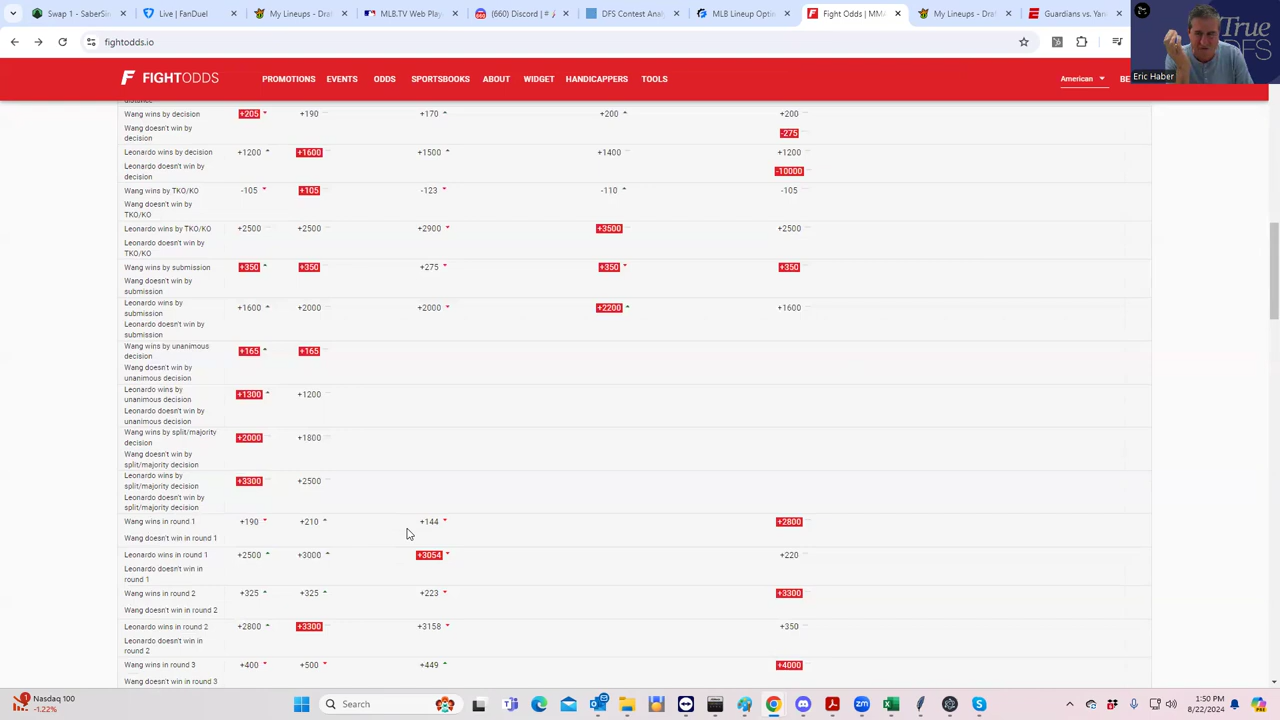 Swap 1 - SaberSi
Live | FanDuel
My Lineups - Draf
MLB.TV Web Play
(660) Discord | #
DFS Contest Anal
MLB Lineup Optin
Fight Odds | MM
My Lineups - Draf
Guardians vs. Yan
fightodds.io
True
DFS
Eric Haber
FIGHTODDS
PROMOTIONS EVENTS ODDS SPORTSBOOKS ABOUT WIDGET HANDICAPPERS TOOLS
American
BE
distance
Wang wins by decision +205 +190 +170 +200 +200
Wang doesn't win by
decision
-275
Leonardo wins by decision +1200 +1600 +1500 +1400 +1200
Leonardo doesn't win by
decision
-10000
Wang wins by TKO/KO -105 +105 -123 -110 -105
Wang doesn't win by
TKO/KO
Leonardo wins by TKO/KO +2500 +2500 +2900 +3500 +2500
Leonardo doesn't win by
TKO/KO
Wang wins by submission +350 +350 +275 +350 +350
Wang doesn't win by
submission
Leonardo wins by
submission
+1600 +2000 +2000 +2200 +1600
Leonardo doesn't win by
submission
Wang wins by unanimous
decision
+165 +165
Wang doesn't win by
unanimous decision
Leonardo wins by
unanimous decision
+1300 +1200
Leonardo doesn't win by
unanimous decision
Wang wins by split/majority
decision
+2000 +1800
Wang doesn't win by
split/majority decision
Leonardo wins by
split/majority decision
+3300 +2500
Leonardo doesn't win by
split/majority decision
Wang wins in round 1 +190 +210 +144 +2800
Wang doesn't win in round 1
Leonardo wins in round 1 +2500 +3000 +3054 +220
Leonardo doesn't win in
round 1
Wang wins in round 2 +325 +325 +223 +3300
Wang doesn't win in round 2
Leonardo wins in round 2 +2800 +3300 +3158 +350
Leonardo doesn't win in
round 2
Wang wins in round 3 +400 +500 +449 +4000
Wang doesn't win in round 3
Nasdaq 100
-1.22%
Search
1:50 PM
8/22/2024